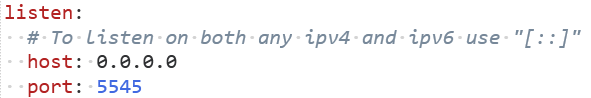 listen:
  # To listen on both any ipv4 and ipv6 use "[::]"
  host: 0.0.0.0
  port: 5545